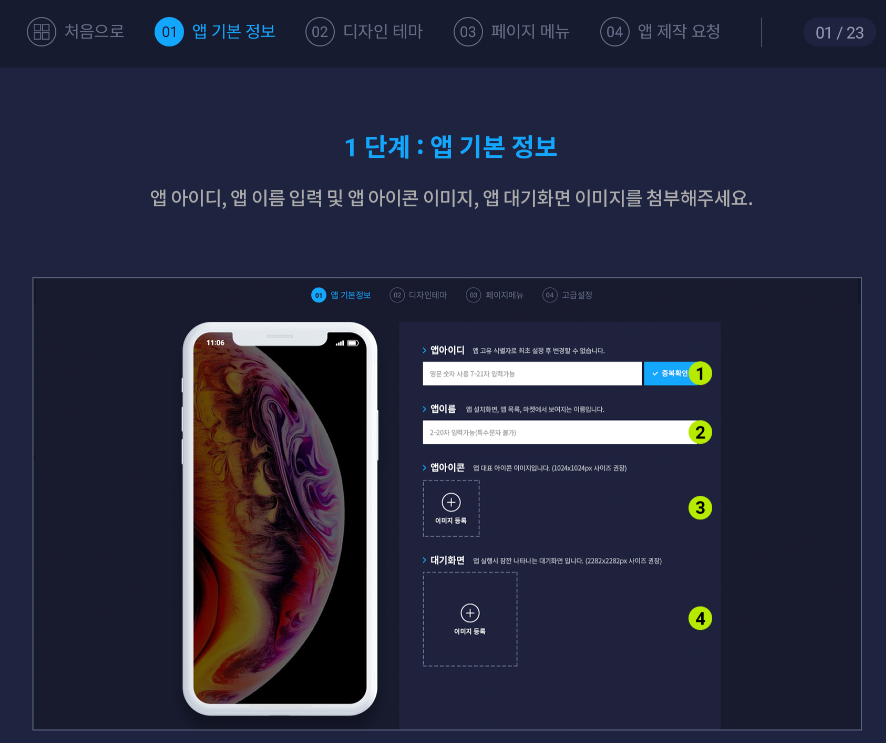 처음으로 01 앱 기본 정보 02 디자인 테마 03 페이지 메뉴 04 앱 제작 요청 01 / 23
1 단계 : 앱 기본 정보
앱 아이디, 앱 이름 입력 및 앱 아이콘 이미지, 앱 대기화면 이미지를 첨부해주세요.
01 앱 기본정보 02 디자인테마 03 페이지메뉴 04 고급설정
11:06
앱아이디 앱 고유 식별자로 최초 설정 후 변경할 수 없습니다.
영문 숫자 사용 7~21자 입력가능 중복확인 1
앱이름 앱 설치화면, 앱 목록, 마켓에서 보여지는 이름입니다.
2~20자 입력가능(특수문자 불가) 2
앱아이콘 앱 대표 아이콘 이미지입니다. (1024x1024px 사이즈 권장)
이미지 등록 3
대기화면 앱 실행시 잠깐 나타나는 대기화면 입니다. (2282x2282px 사이즈 권장)
이미지 등록 4